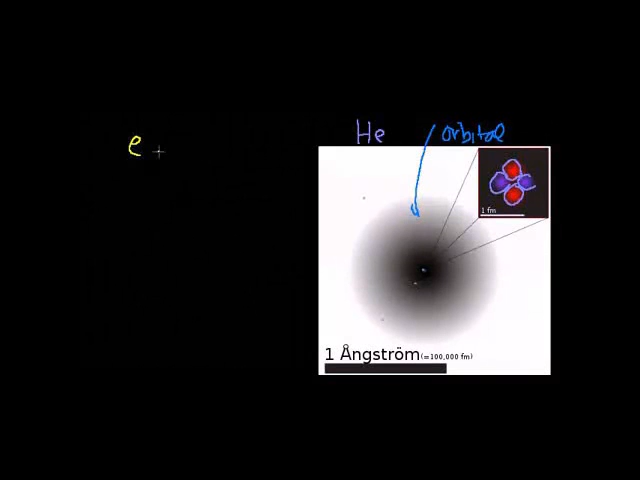 He orbital
e
1 fm
1 Ångström (=100,000 fm)